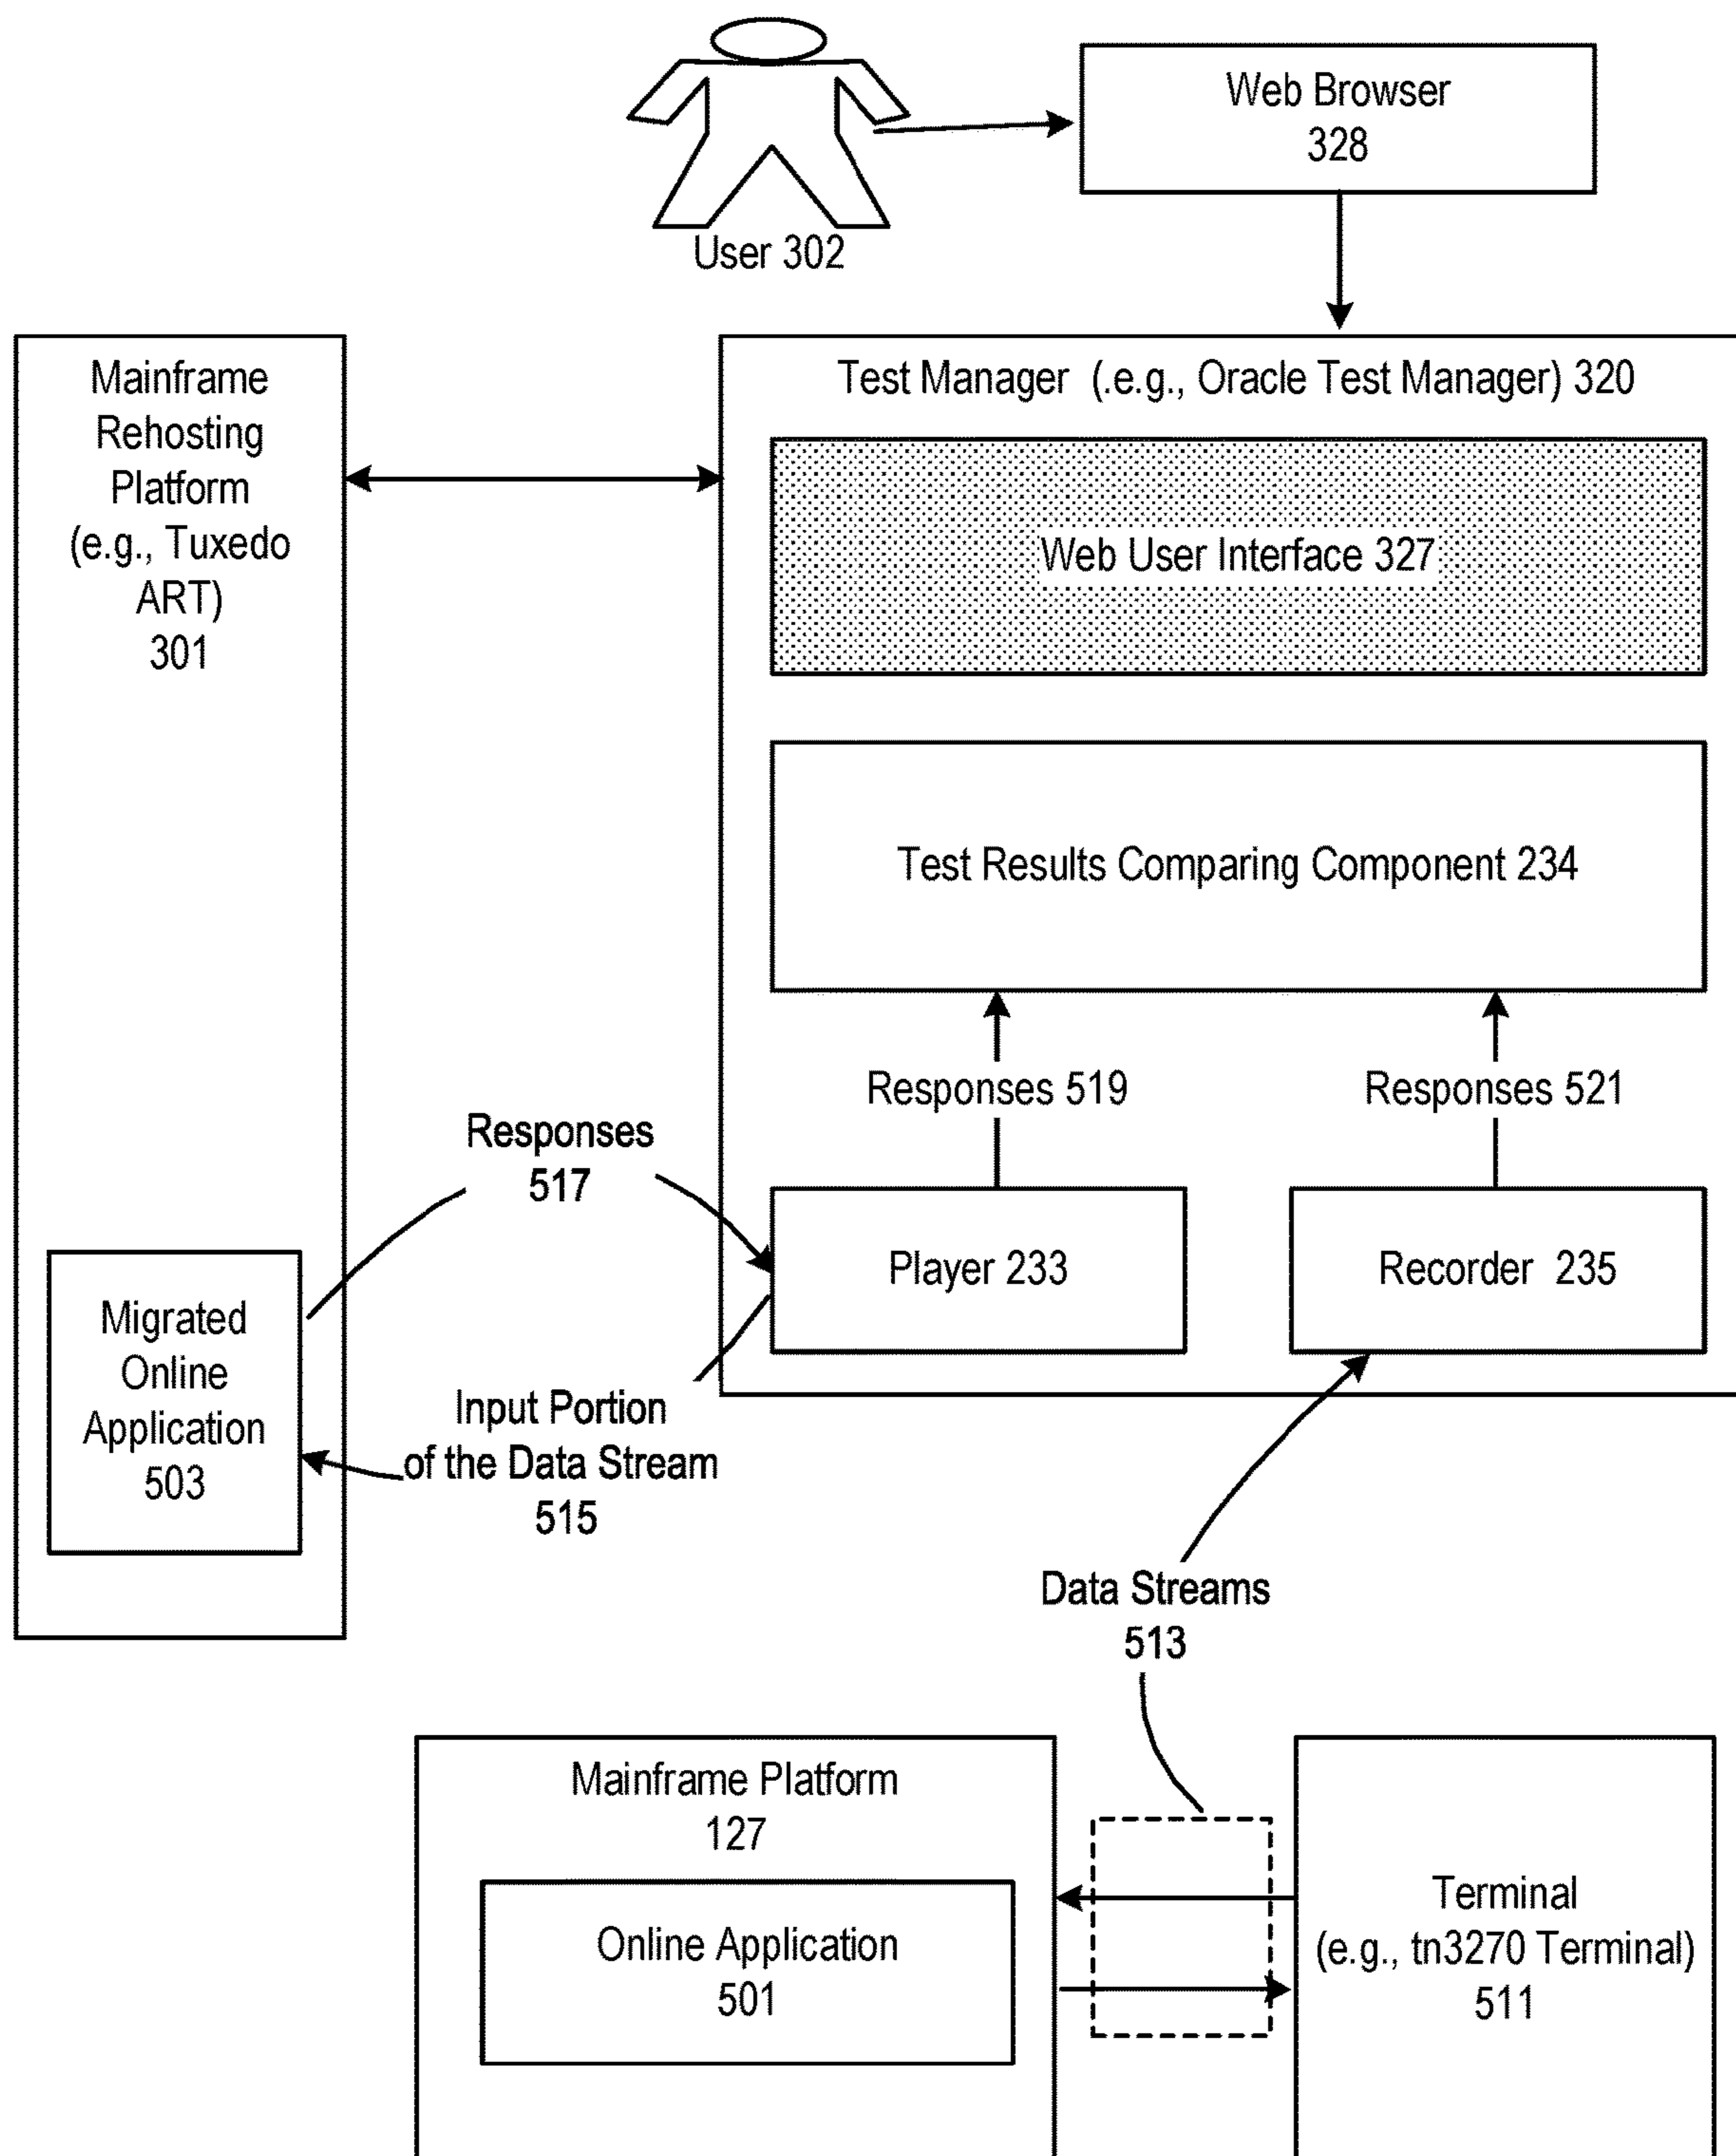 Web Browser
328
User 302
Mainframe
Rehosting
Platform
(e.g., Tuxedo
ART)
301
Test Manager (.e.g., Oracle Test Manager) 320
Web User Interface 327
Test Results Comparing Component 234
Responses 519
Responses 521
Responses
517
Player 233
Recorder 235
Migrated
Online
Application
503
Input Portion
of the Data Stream
515
Data Streams
513
Mainframe Platform
127
Online Application
501
Terminal
(e.g., tn3270 Terminal)
511